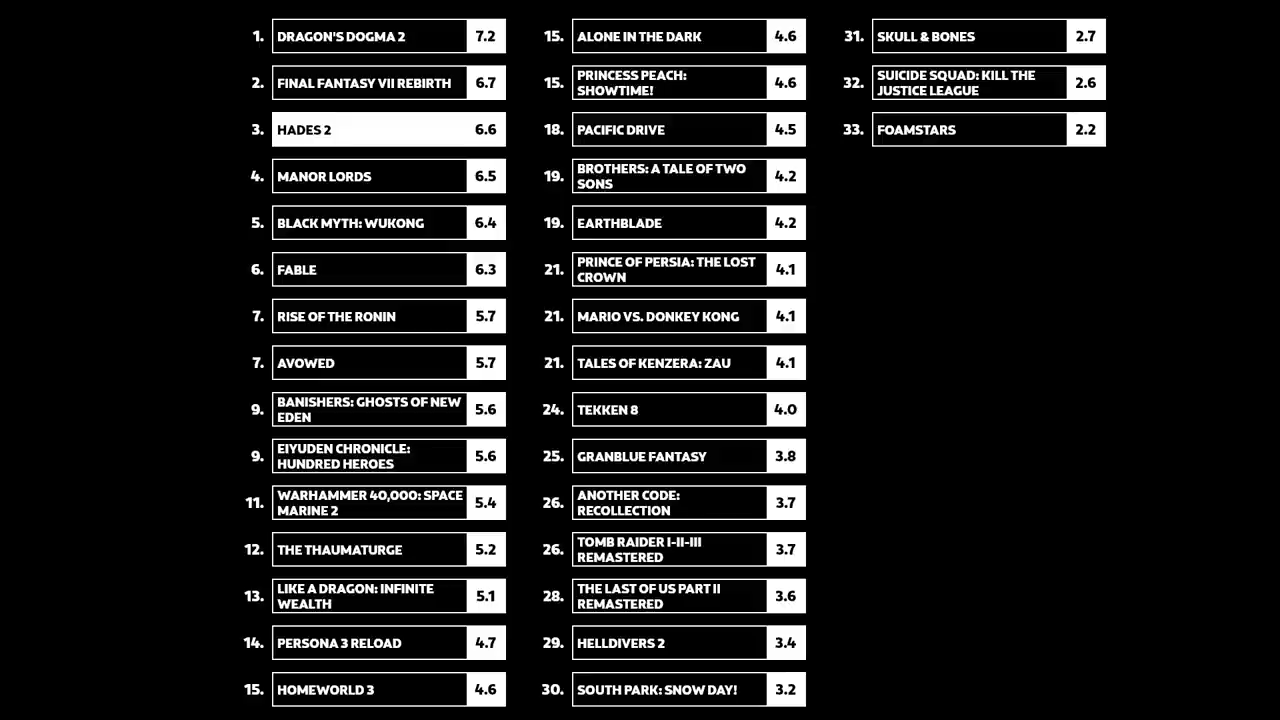 1. DRAGON'S DOGMA 2 7.2
2. FINAL FANTASY VII REBIRTH 6.7
3. HADES 2 6.6
4. MANOR LORDS 6.5
5. BLACK MYTH: WUKONG 6.4
6. FABLE 6.3
7. RISE OF THE RONIN 5.7
7. AVOWED 5.7
9. BANISHERS: GHOSTS OF NEW
EDEN 5.6
9. EIYUDEN CHRONICLE:
HUNDRED HEROES 5.6
11. WARHAMMER 40,000: SPACE
MARINE 2 5.4
12. THE THAUMATURGE 5.2
13. LIKE A DRAGON: INFINITE
WEALTH 5.1
14. PERSONA 3 RELOAD 4.7
15. HOMEWORLD 3 4.6
15. ALONE IN THE DARK 4.6
15. PRINCESS PEACH:
SHOWTIME! 4.6
18. PACIFIC DRIVE 4.5
19. BROTHERS: A TALE OF TWO
SONS 4.2
19. EARTHBLADE 4.2
21. PRINCE OF PERSIA: THE LOST
CROWN 4.1
21. MARIO VS. DONKEY KONG 4.1
21. TALES OF KENZERA: ZAU 4.1
24. TEKKEN 8 4.0
25. GRANBLUE FANTASY 3.8
26. ANOTHER CODE:
RECOLLECTION 3.7
26. TOMB RAIDER I-II-III
REMASTERED 3.7
28. THE LAST OF US PART II
REMASTERED 3.6
29. HELLDIVERS 2 3.4
30. SOUTH PARK: SNOW DAY! 3.2
31. SKULL & BONES 2.7
32. SUICIDE SQUAD: KILL THE
JUSTICE LEAGUE 2.6
33. FOAMSTARS 2.2